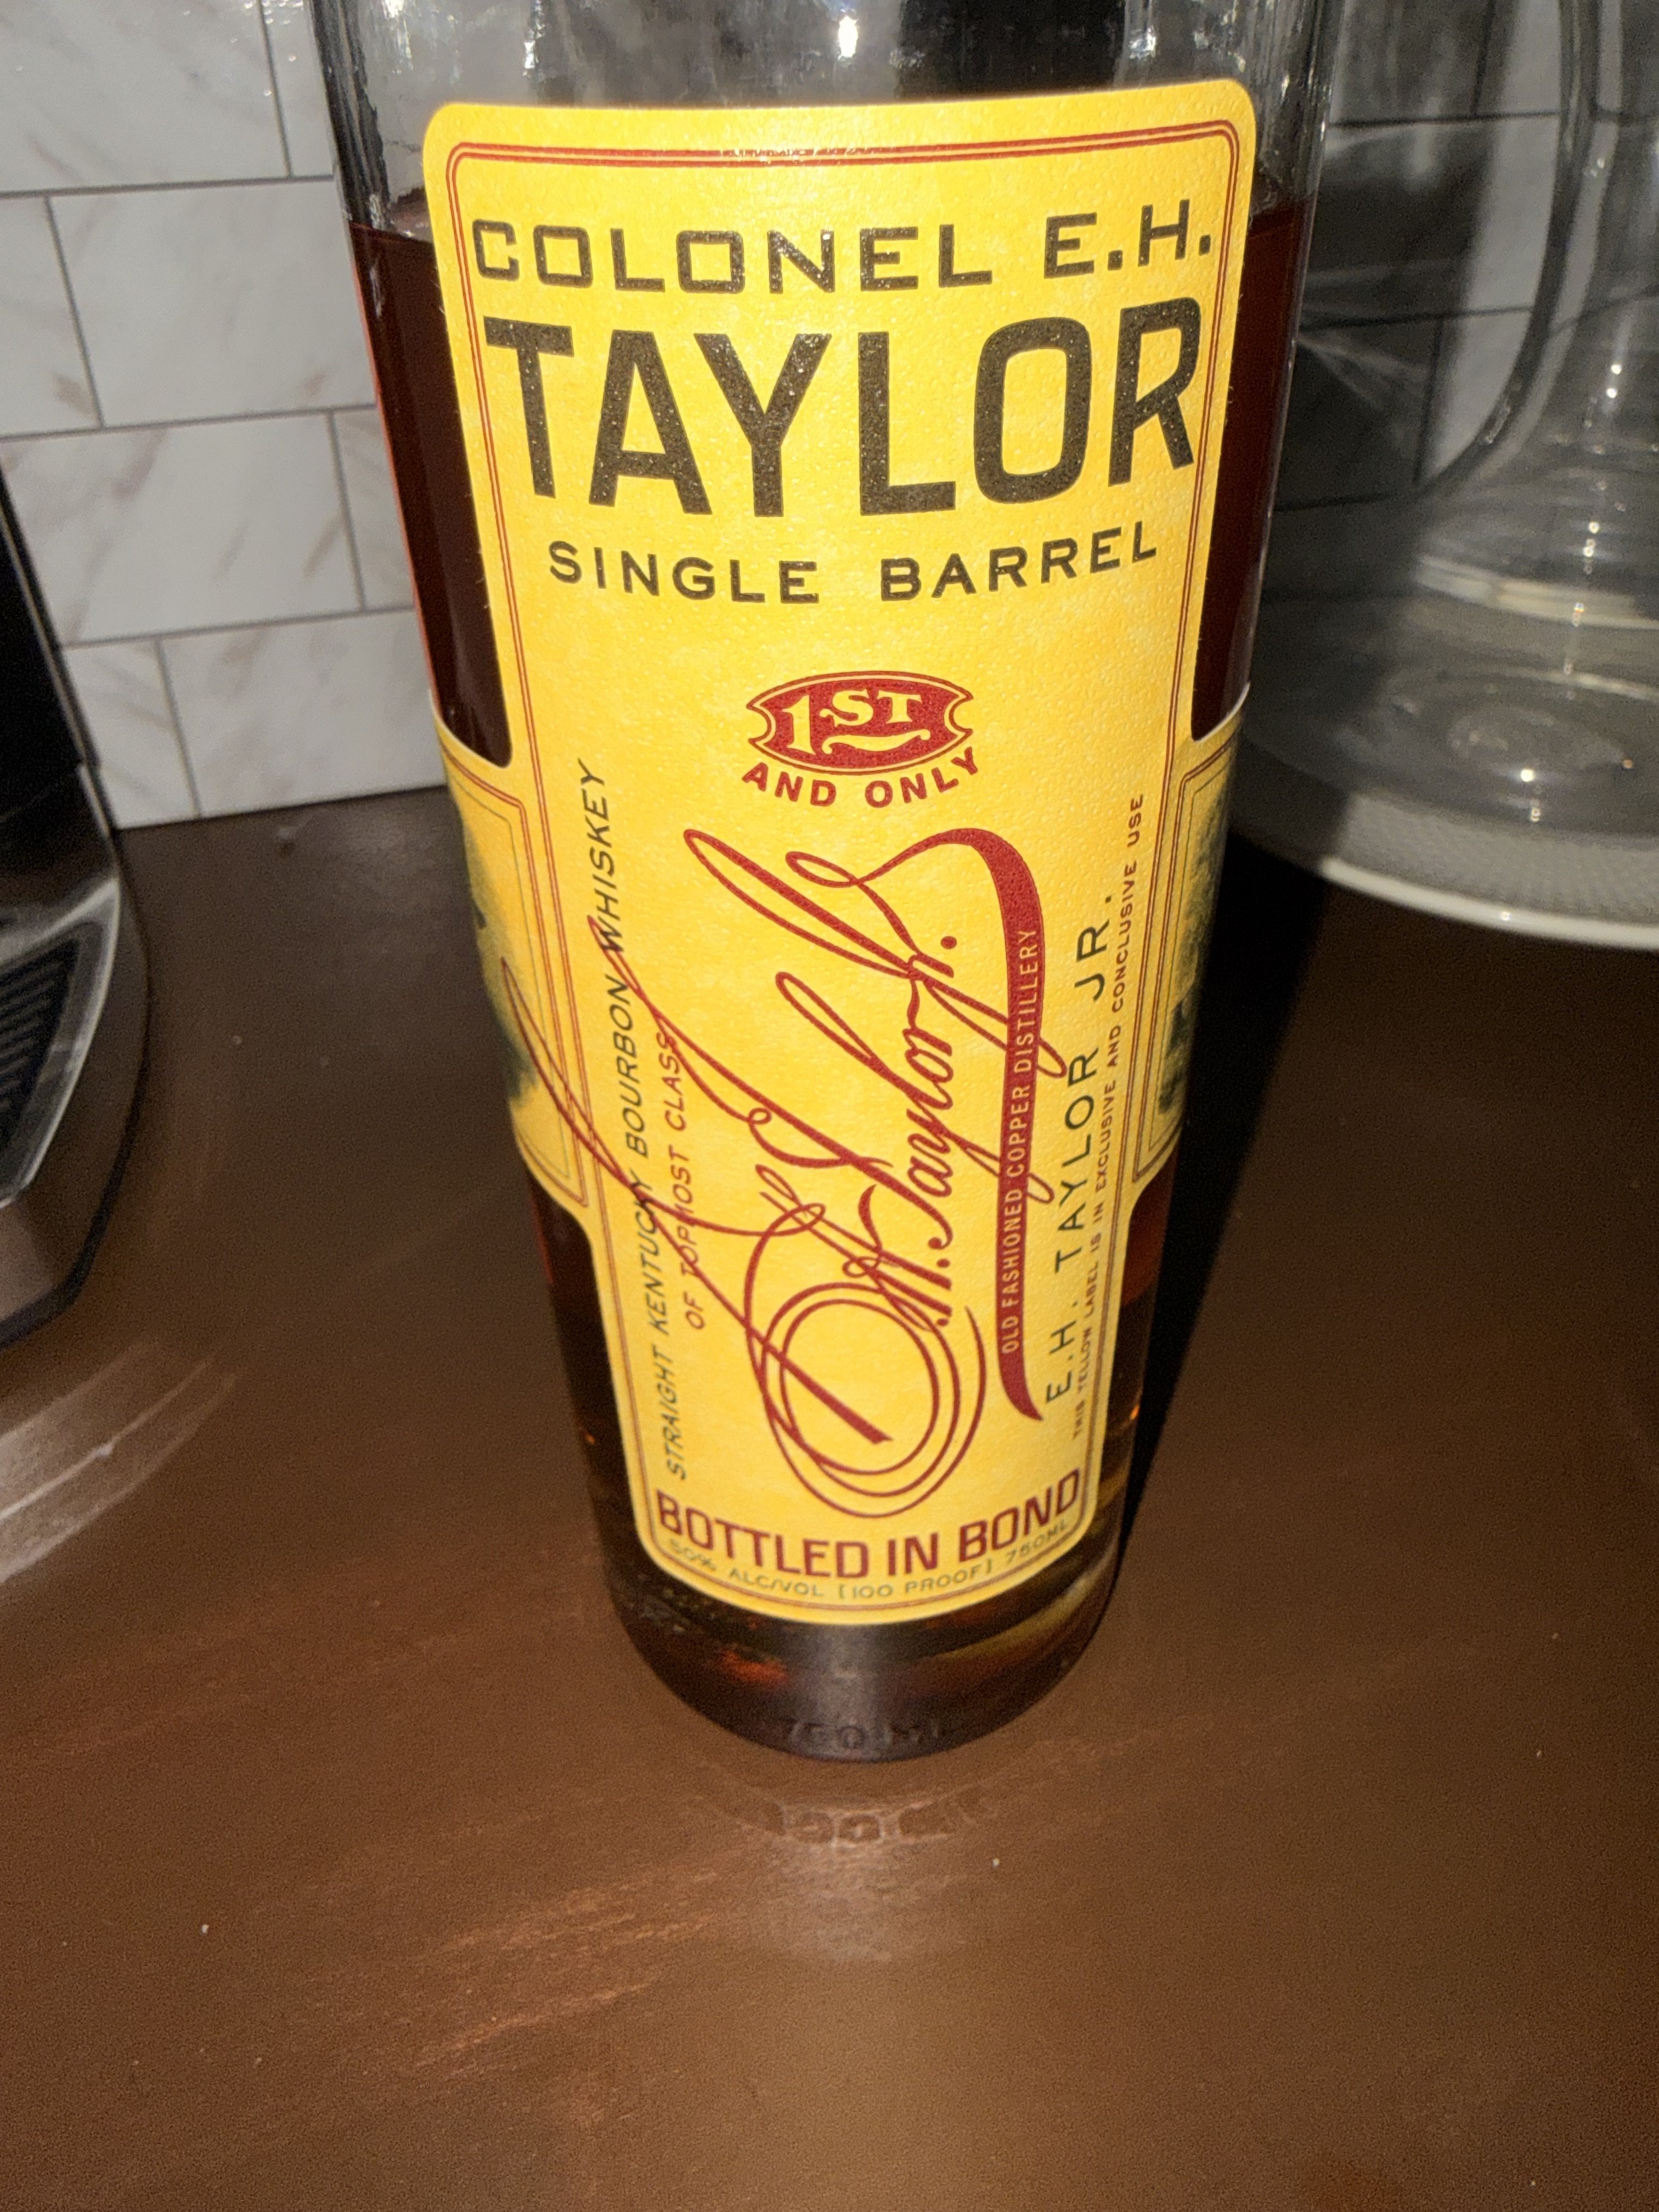 COLONEL E.H.
TAYLOR
SINGLE BARREL
1ST
AND ONLY
STRAIGHT KENTUCKY BOURBON WHISKEY
OF TOPMOST CLASS
E.H. Taylor, Jr.
OLD FASHIONED COPPER DISTILLERY
E.H. TAYLOR JR.
THIS YELLOW LABEL IS IN EXCLUSIVE AND CONCLUSIVE USE
BOTTLED IN BOND
50% ALC/VOL [100 PROOF] 750ML
750 ML